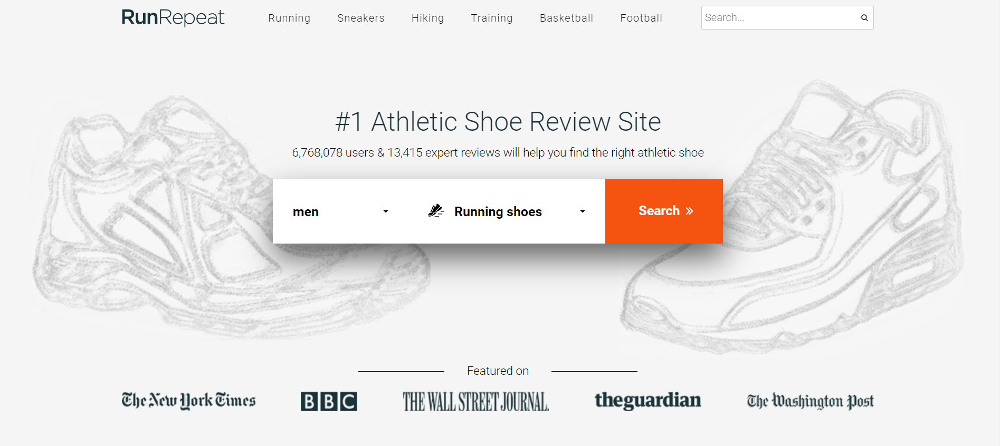 RunRepeat Running Sneakers Hiking Training Basketball Football Search...
#1 Athletic Shoe Review Site
6,768,078 users & 13,415 expert reviews will help you find the right athletic shoe
men Running shoes Search »
Featured on
The New York Times BBC THE WALL STREET JOURNAL. theguardian The Washington Post